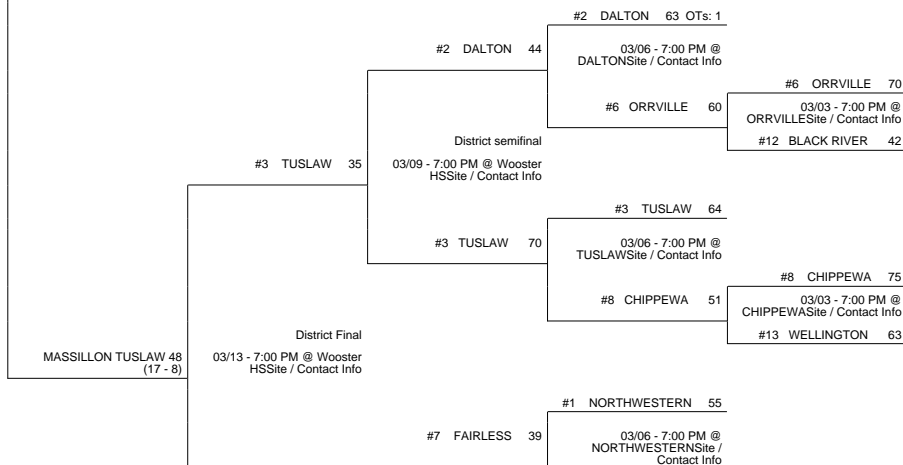 #2 DALTON 63 OTs: 1
#2 DALTON 44
03/06 - 7:00 PM @
DALTONSite / Contact Info
#6 ORRVILLE 70
#6 ORRVILLE 60
03/03 - 7:00 PM @
ORRVILLESite / Contact Info
District semifinal
#12 BLACK RIVER 42
#3 TUSLAW 35
03/09 - 7:00 PM @ Wooster
HSSite / Contact Info
#3 TUSLAW 64
#3 TUSLAW 70
03/06 - 7:00 PM @
TUSLAWSite / Contact Info
#8 CHIPPEWA 75
#8 CHIPPEWA 51
03/03 - 7:00 PM @
CHIPPEWASite / Contact Info
District Final
#13 WELLINGTON 63
MASSILLON TUSLAW 48
(17 - 8)
03/13 - 7:00 PM @ Wooster
HSSite / Contact Info
#1 NORTHWESTERN 55
#7 FAIRLESS 39
03/06 - 7:00 PM @
NORTHWESTERNSite /
Contact Info